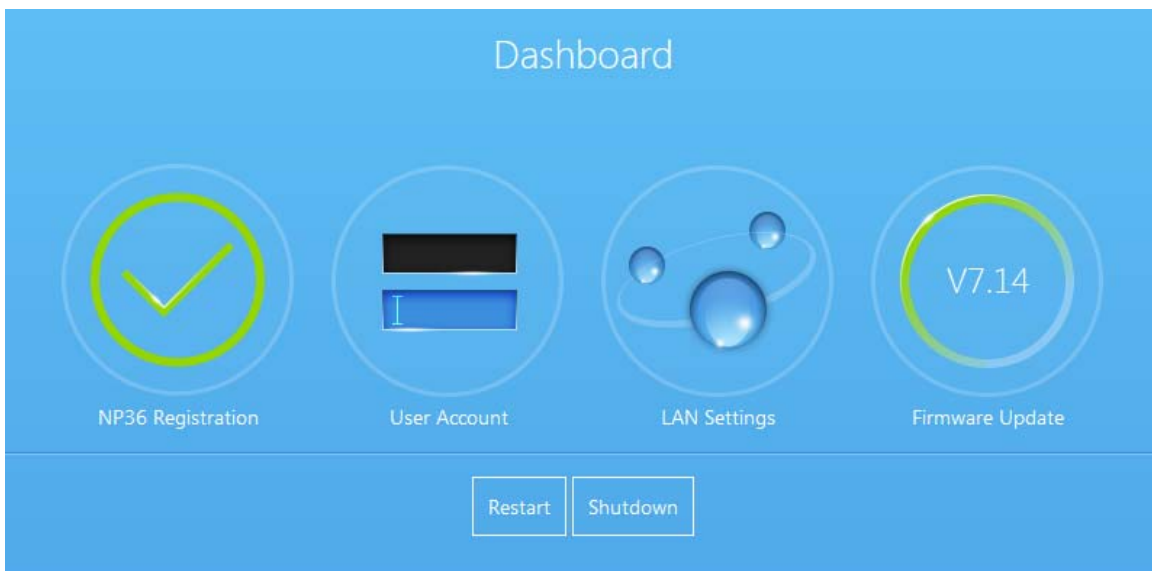 Dashboard
V7.14
NP36 Registration
User Account
LAN Settings
Firmware Update
Restart
Shutdown